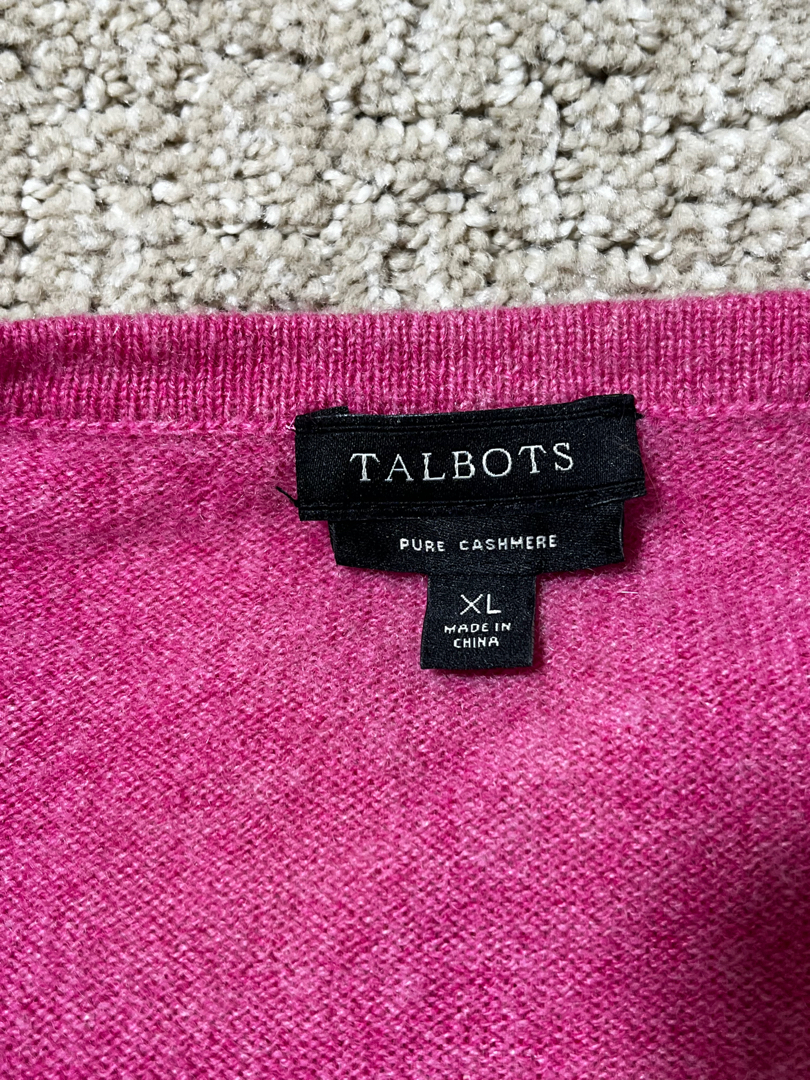 TALBOTS
PURE CASHMERE
XL
MADE IN
CHINA